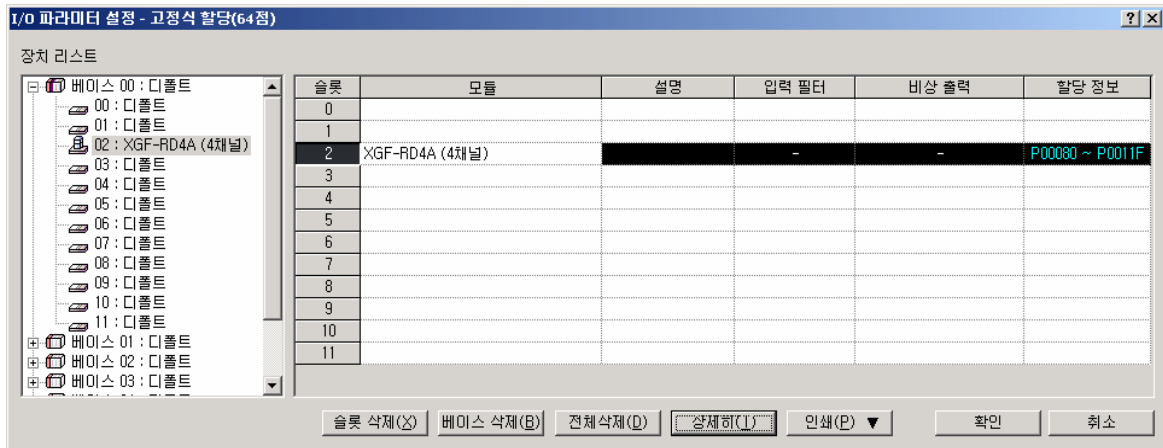 I/O 파라미터 설정 - 고정식 할당(64점)
장치 리스트
베이스 00 : 디폴트
00 : 디폴트
01 : 디폴트
02 : XGF-RD4A (4채널)
03 : 디폴트
04 : 디폴트
05 : 디폴트
06 : 디폴트
07 : 디폴트
08 : 디폴트
09 : 디폴트
10 : 디폴트
11 : 디폴트
베이스 01 : 디폴트
베이스 02 : 디폴트
베이스 03 : 디폴트
슬롯 모듈 설명 입력 필터 비상 출력 할당 정보
0
1
2 XGF-RD4A (4채널) - - P00080 ~ P0011F
3
4
5
6
7
8
9
10
11
슬롯 삭제(X) 베이스 삭제(B) 전체삭제(D) 상세히(I) 인쇄(P) ▼ 확인 취소